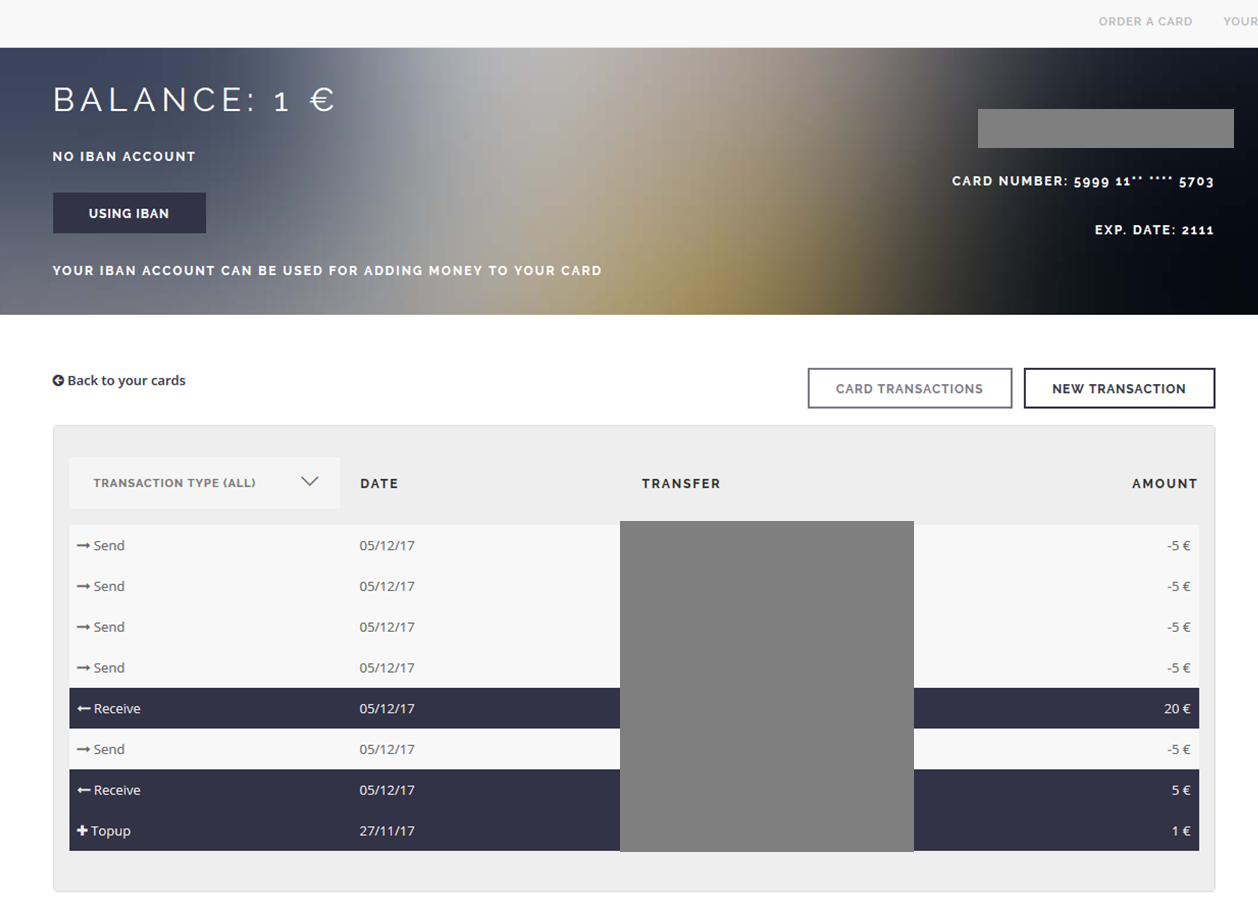 ORDER A CARD YOUR
BALANCE: 1 €
NO IBAN ACCOUNT
CARD NUMBER: 5999 11** **** 5703
USING IBAN
EXP. DATE: 2111
YOUR IBAN ACCOUNT CAN BE USED FOR ADDING MONEY TO YOUR CARD
Back to your cards
CARD TRANSACTIONS NEW TRANSACTION
TRANSACTION TYPE (ALL) DATE TRANSFER AMOUNT
Send 05/12/17 -5 €
Send 05/12/17 -5 €
Send 05/12/17 -5 €
Send 05/12/17 -5 €
Receive 05/12/17 20 €
Send 05/12/17 -5 €
Receive 05/12/17 5 €
Topup 27/11/17 1 €